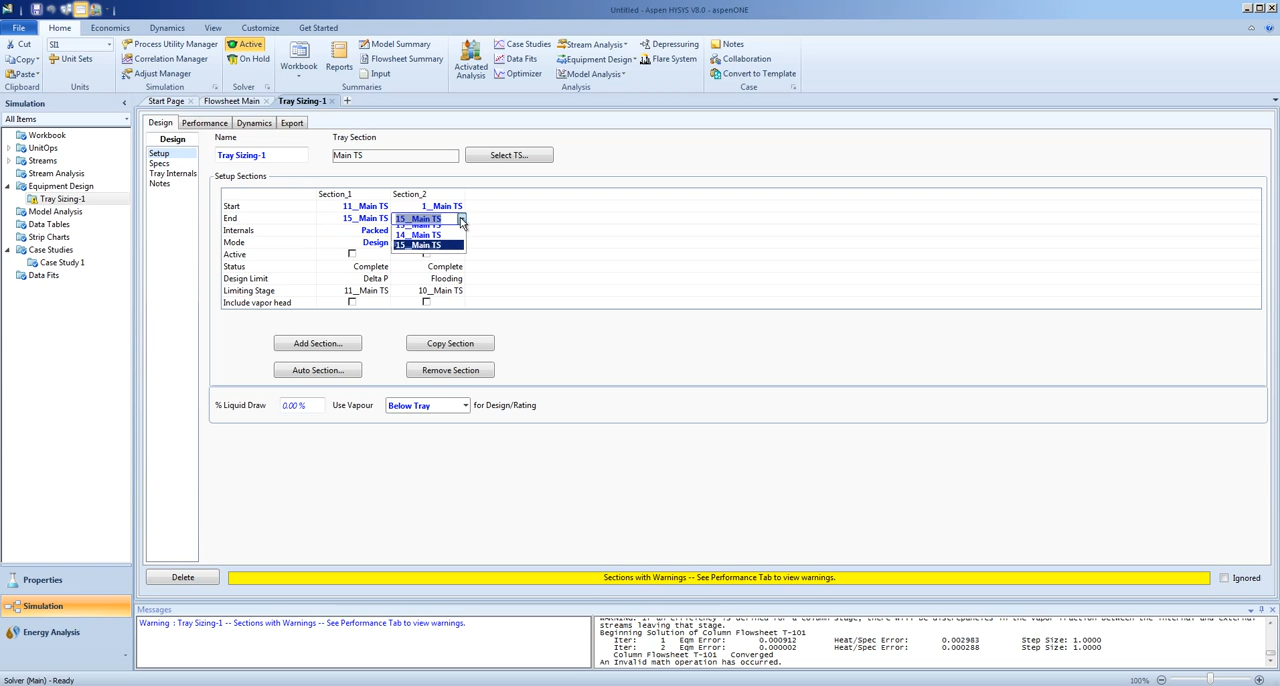 Untitled - Aspen HYSYS V8.0 - aspenONE
File Home Economics Dynamics View Customize Get Started
Cut SI1 Process Utility Manager Active Model Summary Case Studies Stream Analysis Depressuring Notes
Copy Unit Sets Correlation Manager On Hold Workbook Reports Flowsheet Summary Activated Analysis Data Fits Equipment Design Flare System Collaboration
Paste Adjust Manager Input Optimizer Model Analysis Convert to Template
Clipboard Units Simulation Solver Summaries Analysis Case
Simulation Start Page Flowsheet Main Tray Sizing-1
All Items
Workbook
UnitOps
Streams
Stream Analysis
Equipment Design
Tray Sizing-1
Model Analysis
Data Tables
Strip Charts
Case Studies
Case Study 1
Data Fits
Properties
Simulation
Energy Analysis
Design Performance Dynamics Export
Design
Setup
Specs
Tray Internals
Notes
Name Tray Section
Tray Sizing-1 Main TS Select TS...
Setup Sections
Section_1 Section_2
Start 11__Main TS 1__Main TS
End 15__Main TS 15__Main TS
Internals Packed
14__Main TS
Mode Design 15__Main TS
Active
Status Complete Complete
Design Limit Delta P Flooding
Limiting Stage 11__Main TS 10__Main TS
Include vapor head
Add Section... Copy Section
Auto Section... Remove Section
% Liquid Draw 0.00 % Use Vapour Below Tray for Design/Rating
Delete Sections with Warnings -- See Performance Tab to view warnings. Ignored
Messages
Warning : Tray Sizing-1 -- Sections with Warnings -- See Performance Tab to view warnings.
streams leaving that stage.
Beginning Solution of Column Flowsheet T-101
Iter: 1 Eqm Error: 0.000912 Heat/Spec Error: 0.002983 Step Size: 1.0000
Iter: 2 Eqm Error: 0.000002 Heat/Spec Error: 0.000288 Step Size: 1.0000
Column Flowsheet T-101 Converged
An Invalid math operation has occurred.
Solver (Main) - Ready 100%